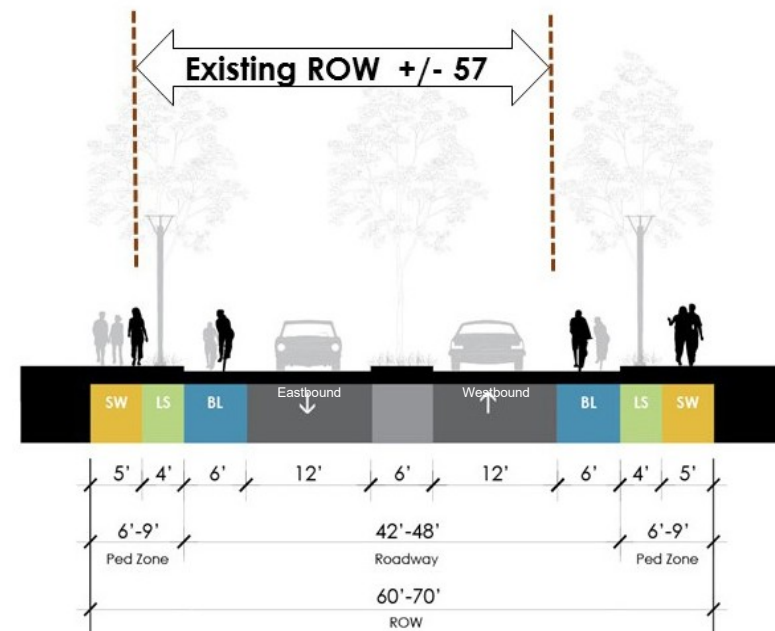 Existing ROW +/- 57
SW LS BL Eastbound Westbound BL LS SW
5' 4' 6' 12' 6' 12' 6' 4' 5'
6'-9' 42'-48' 6'-9'
Ped Zone Roadway Ped Zone
60'-70'
ROW